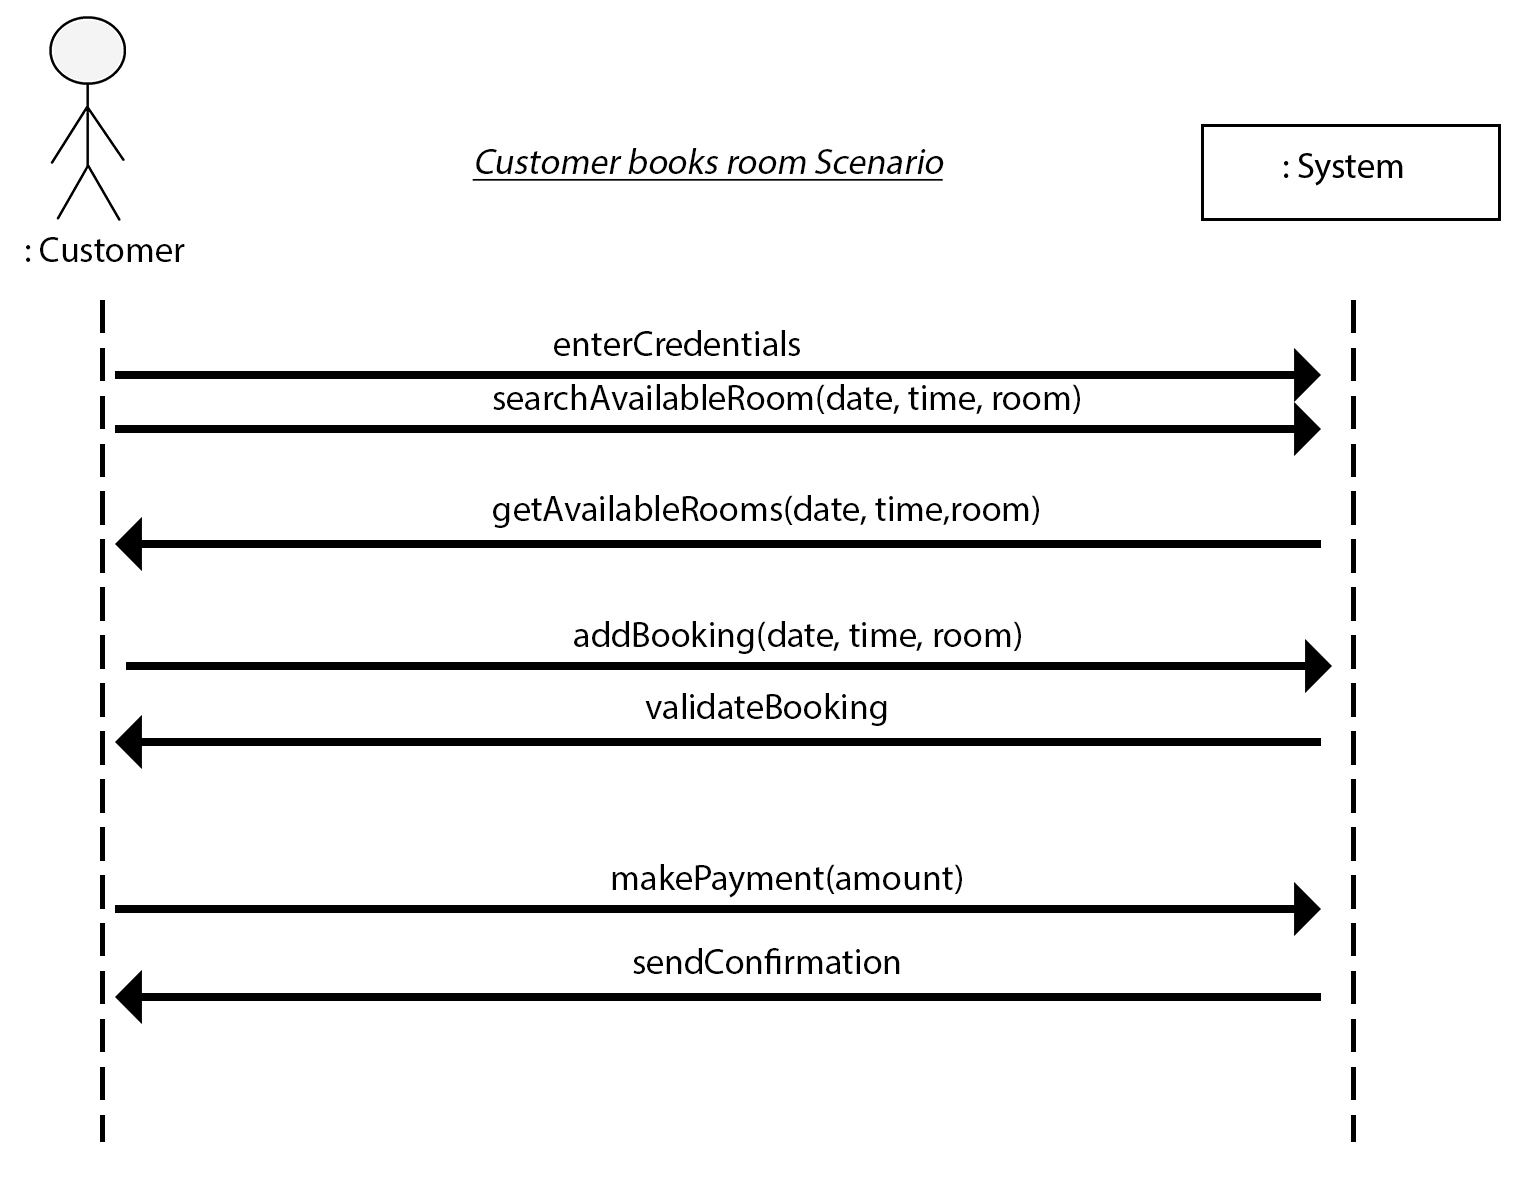 Customer books room Scenario
: System
: Customer
enterCredentials
searchAvailableRoom(date, time, room)
getAvailableRooms(date, time,room)
addBooking(date, time, room)
validateBooking
makePayment(amount)
sendConfirmation